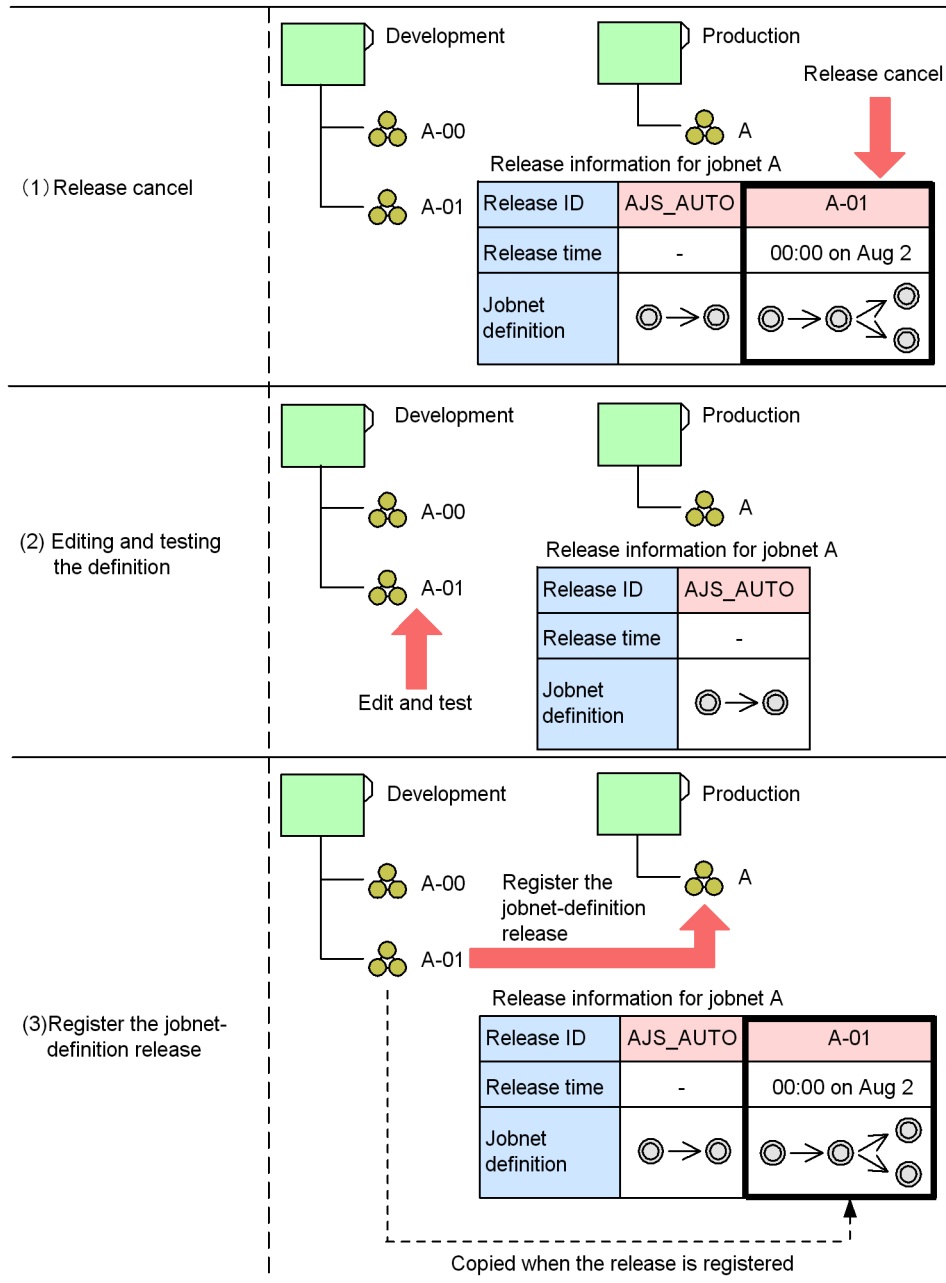 Development
Production
Release cancel
A-00
A
(1) Release cancel
Release information for jobnet A
A-01
Release ID
AJS_AUTO
A-01
Release time
-
00:00 on Aug 2
Jobnet
definition
Development
Production
A-00
A
(2) Editing and testing
the definition
Release information for jobnet A
A-01
Release ID
AJS_AUTO
Release time
-
Edit and test
Jobnet
definition
Development
Production
A-00
A
Register the
jobnet-definition
release
A-01
(3)Register the jobnet-
definition release
Release information for jobnet A
Release ID
AJS_AUTO
A-01
Release time
-
00:00 on Aug 2
Jobnet
definition
Copied when the release is registered